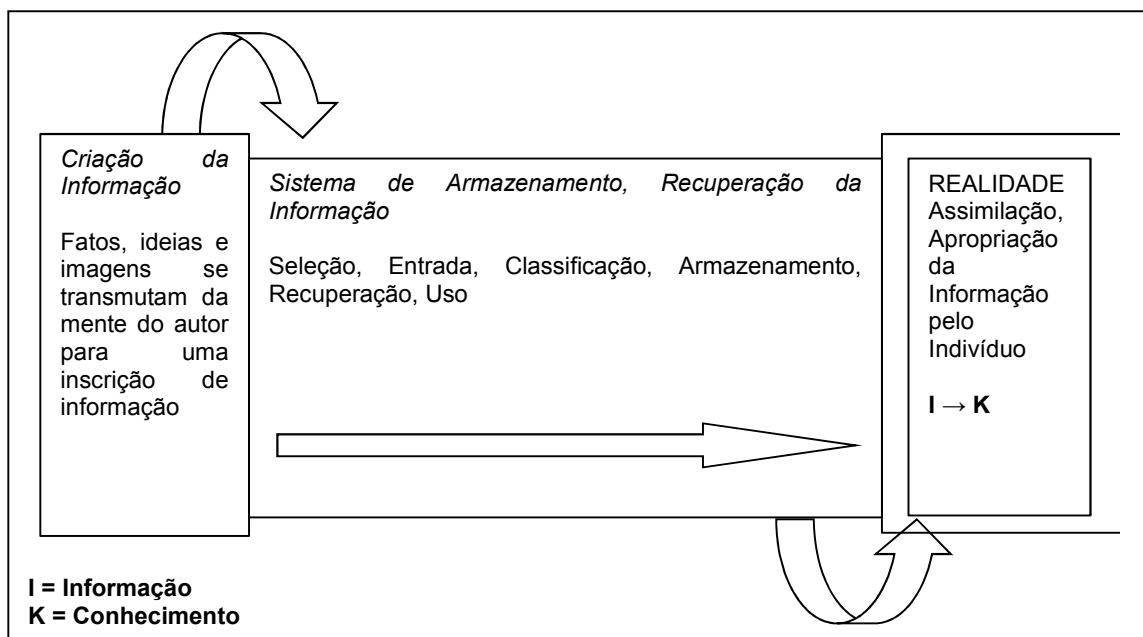 Criação da
Informação
Fatos, ideias e
imagens se
transmutam da
mente do autor
para uma
inscrição de
informação
Sistema de Armazenamento, Recuperação da
Informação
Seleção, Entrada, Classificação, Armazenamento,
Recuperação, Uso
REALIDADE
Assimilação,
Apropriação
da
Informação
pelo
Indivíduo
I → K
I = Informação
K = Conhecimento